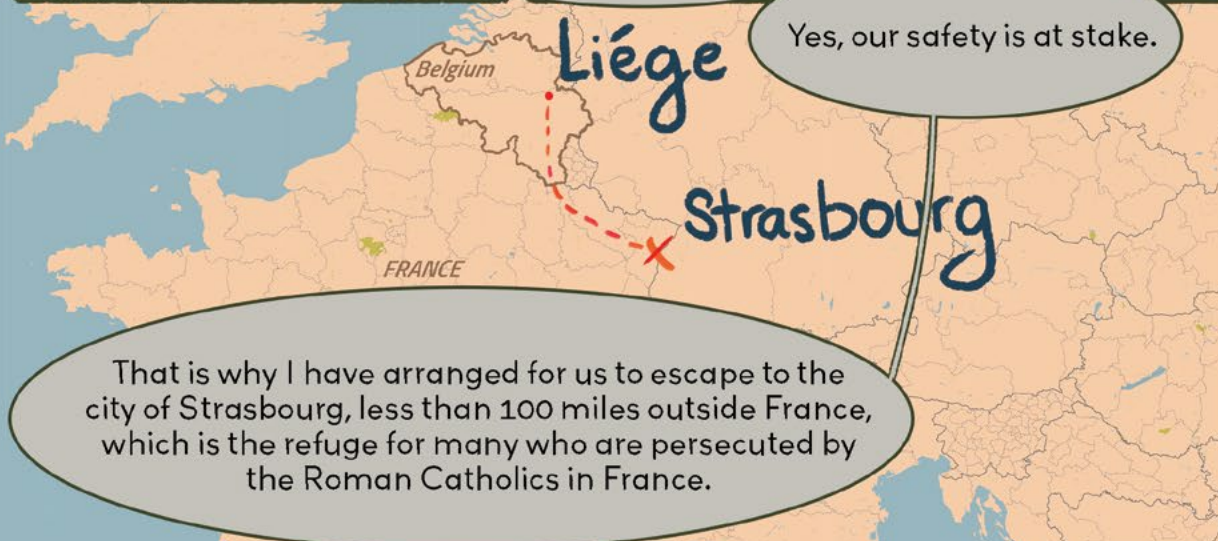 Yes, our safety is at stake.
Liége
Belgium
Strasbourg
FRANCE
That is why I have arranged for us to escape to the
city of Strasbourg, less than 100 miles outside France,
which is the refuge for many who are persecuted by
the Roman Catholics in France.